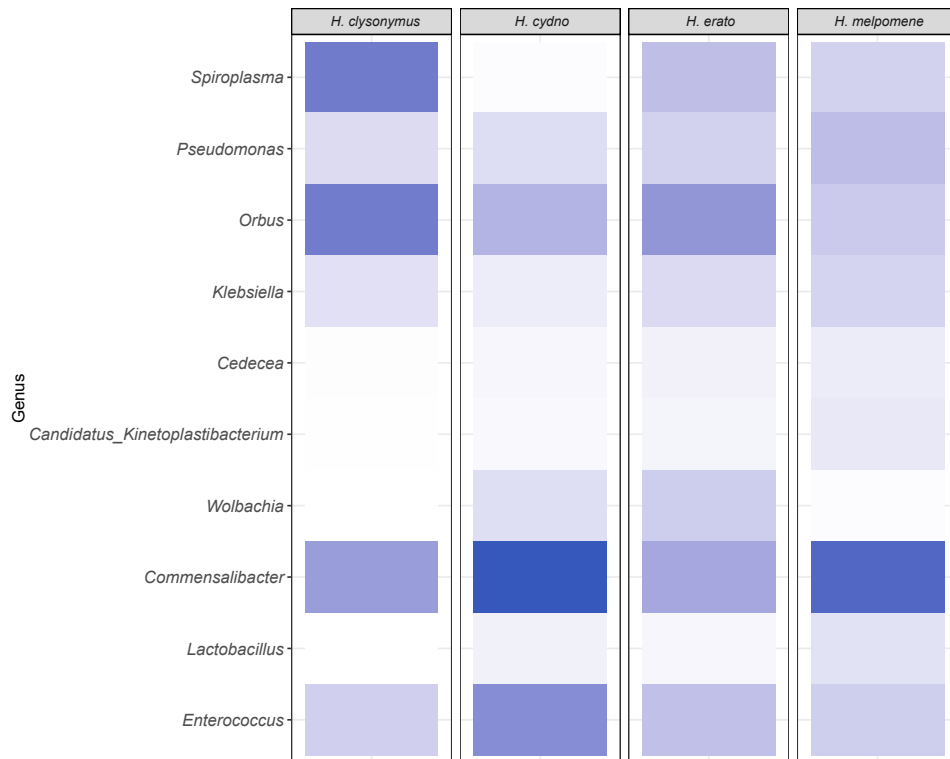 H. clysonymus
H. cydno
H. erato
H. melpomene
Spiroplasma
Pseudomonas
Orbus
Klebsiella
Cedecea
Candidatus_Kinetoplastibacterium
Wolbachia
Commensalibacter
Lactobacillus
Enterococcus
Genus